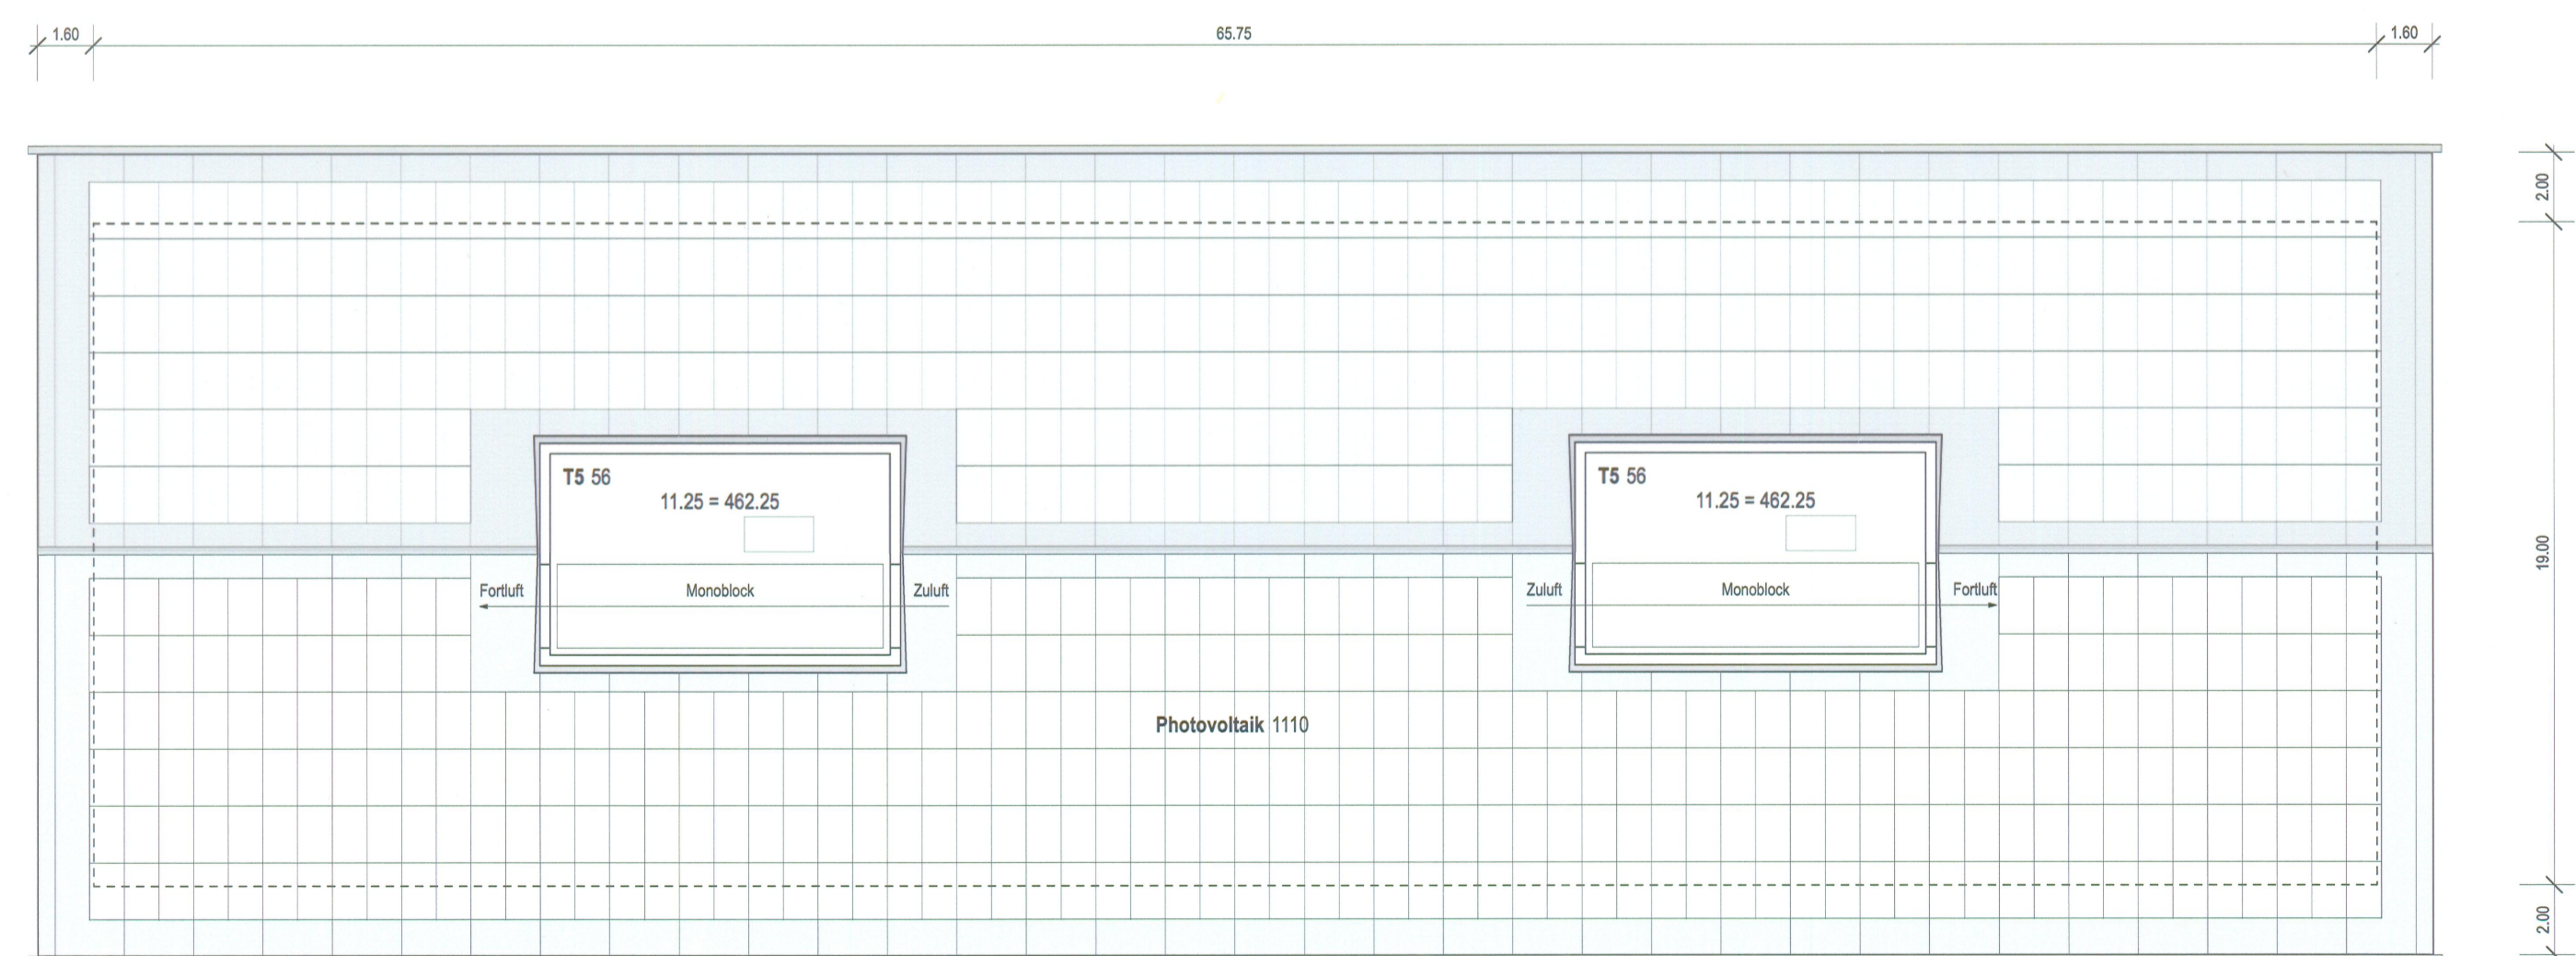 1.60
65.75
1.60
2.00
T5 56
11.25 = 462.25
T5 56
11.25 = 462.25
19.00
Fortluft
Monoblock
Zuluft
Zuluft
Monoblock
Fortluft
Photovoltaik 1110
2.00